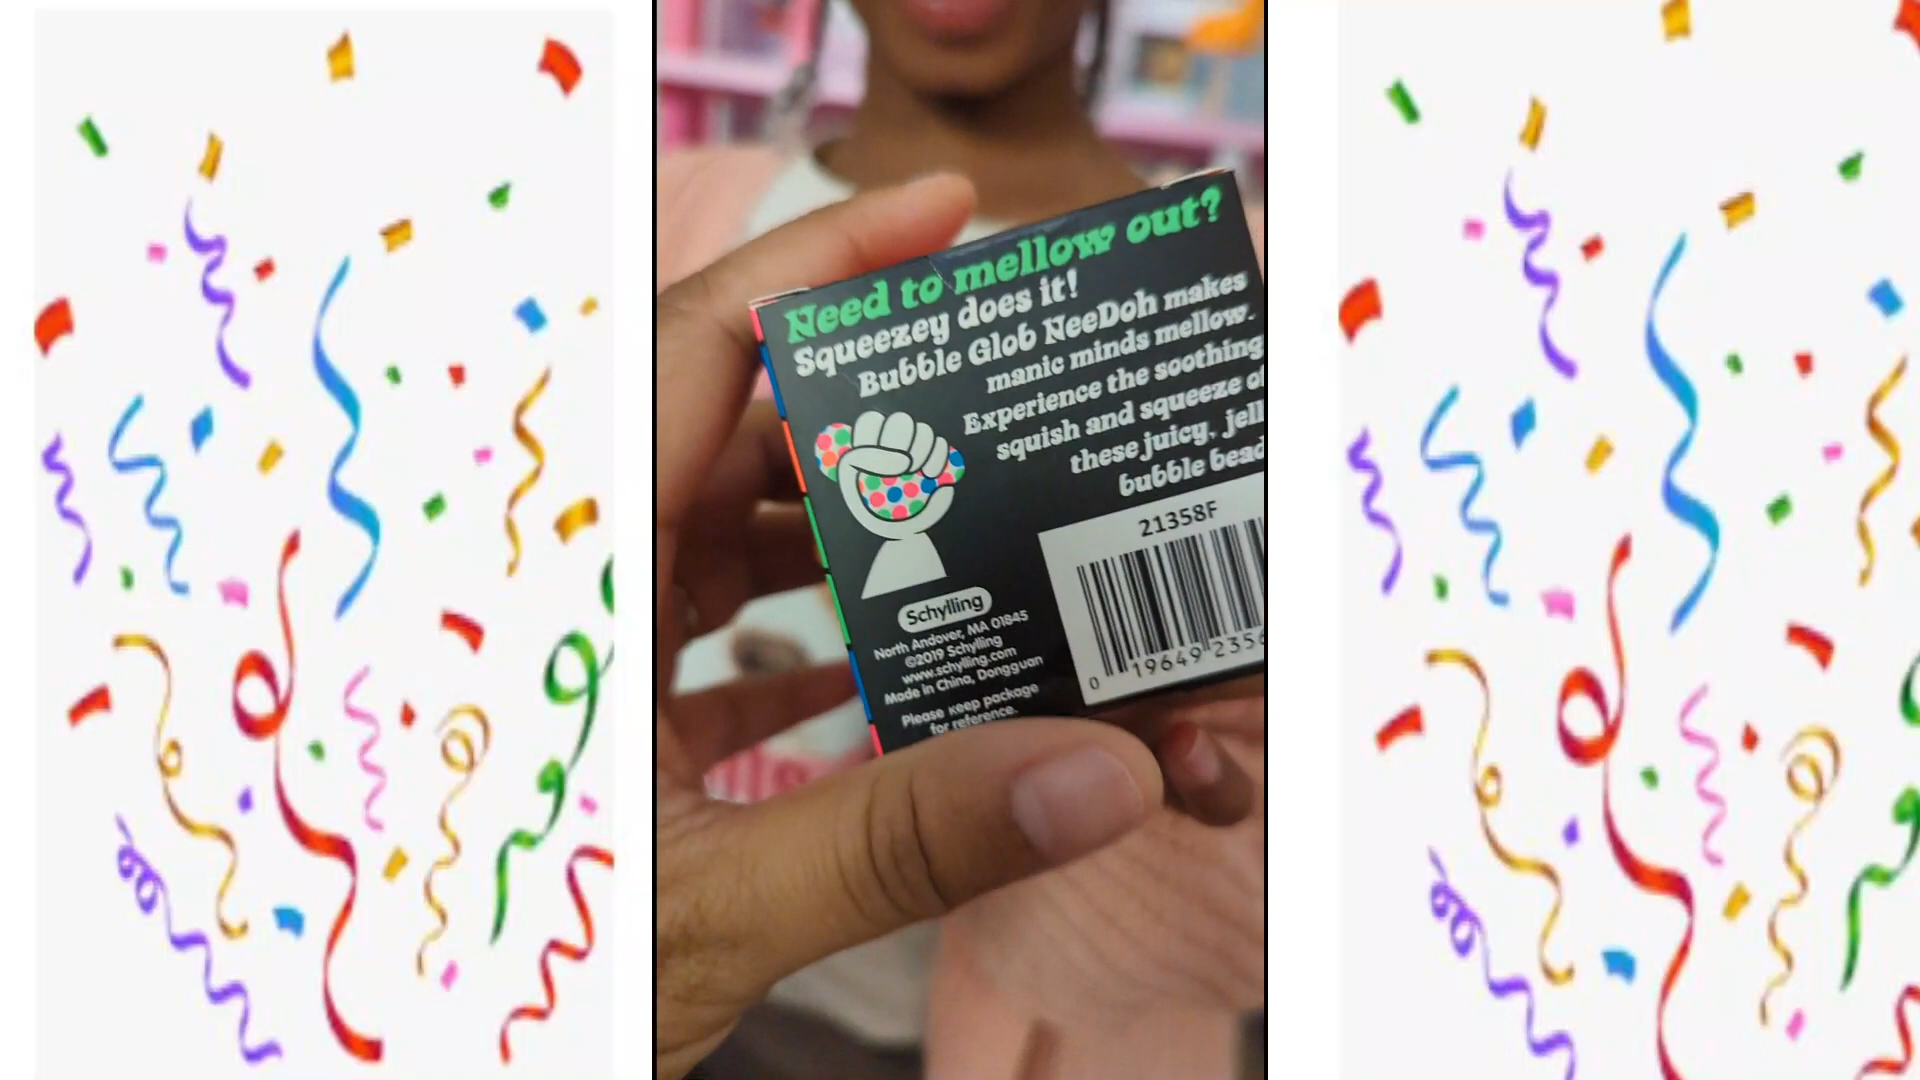 Need to mellow out?
Squeezey does it!
Bubble Glob NeeDoh makes
manic minds mellow.
Experience the soothing
squish and squeeze of
these juicy, jell
bubble bead
21358F
0 19649 2356
Schylling
North Andover, MA 01845
©2019 Schylling
www.schylling.com
Made in China, Dongguan
Please keep package
for reference.